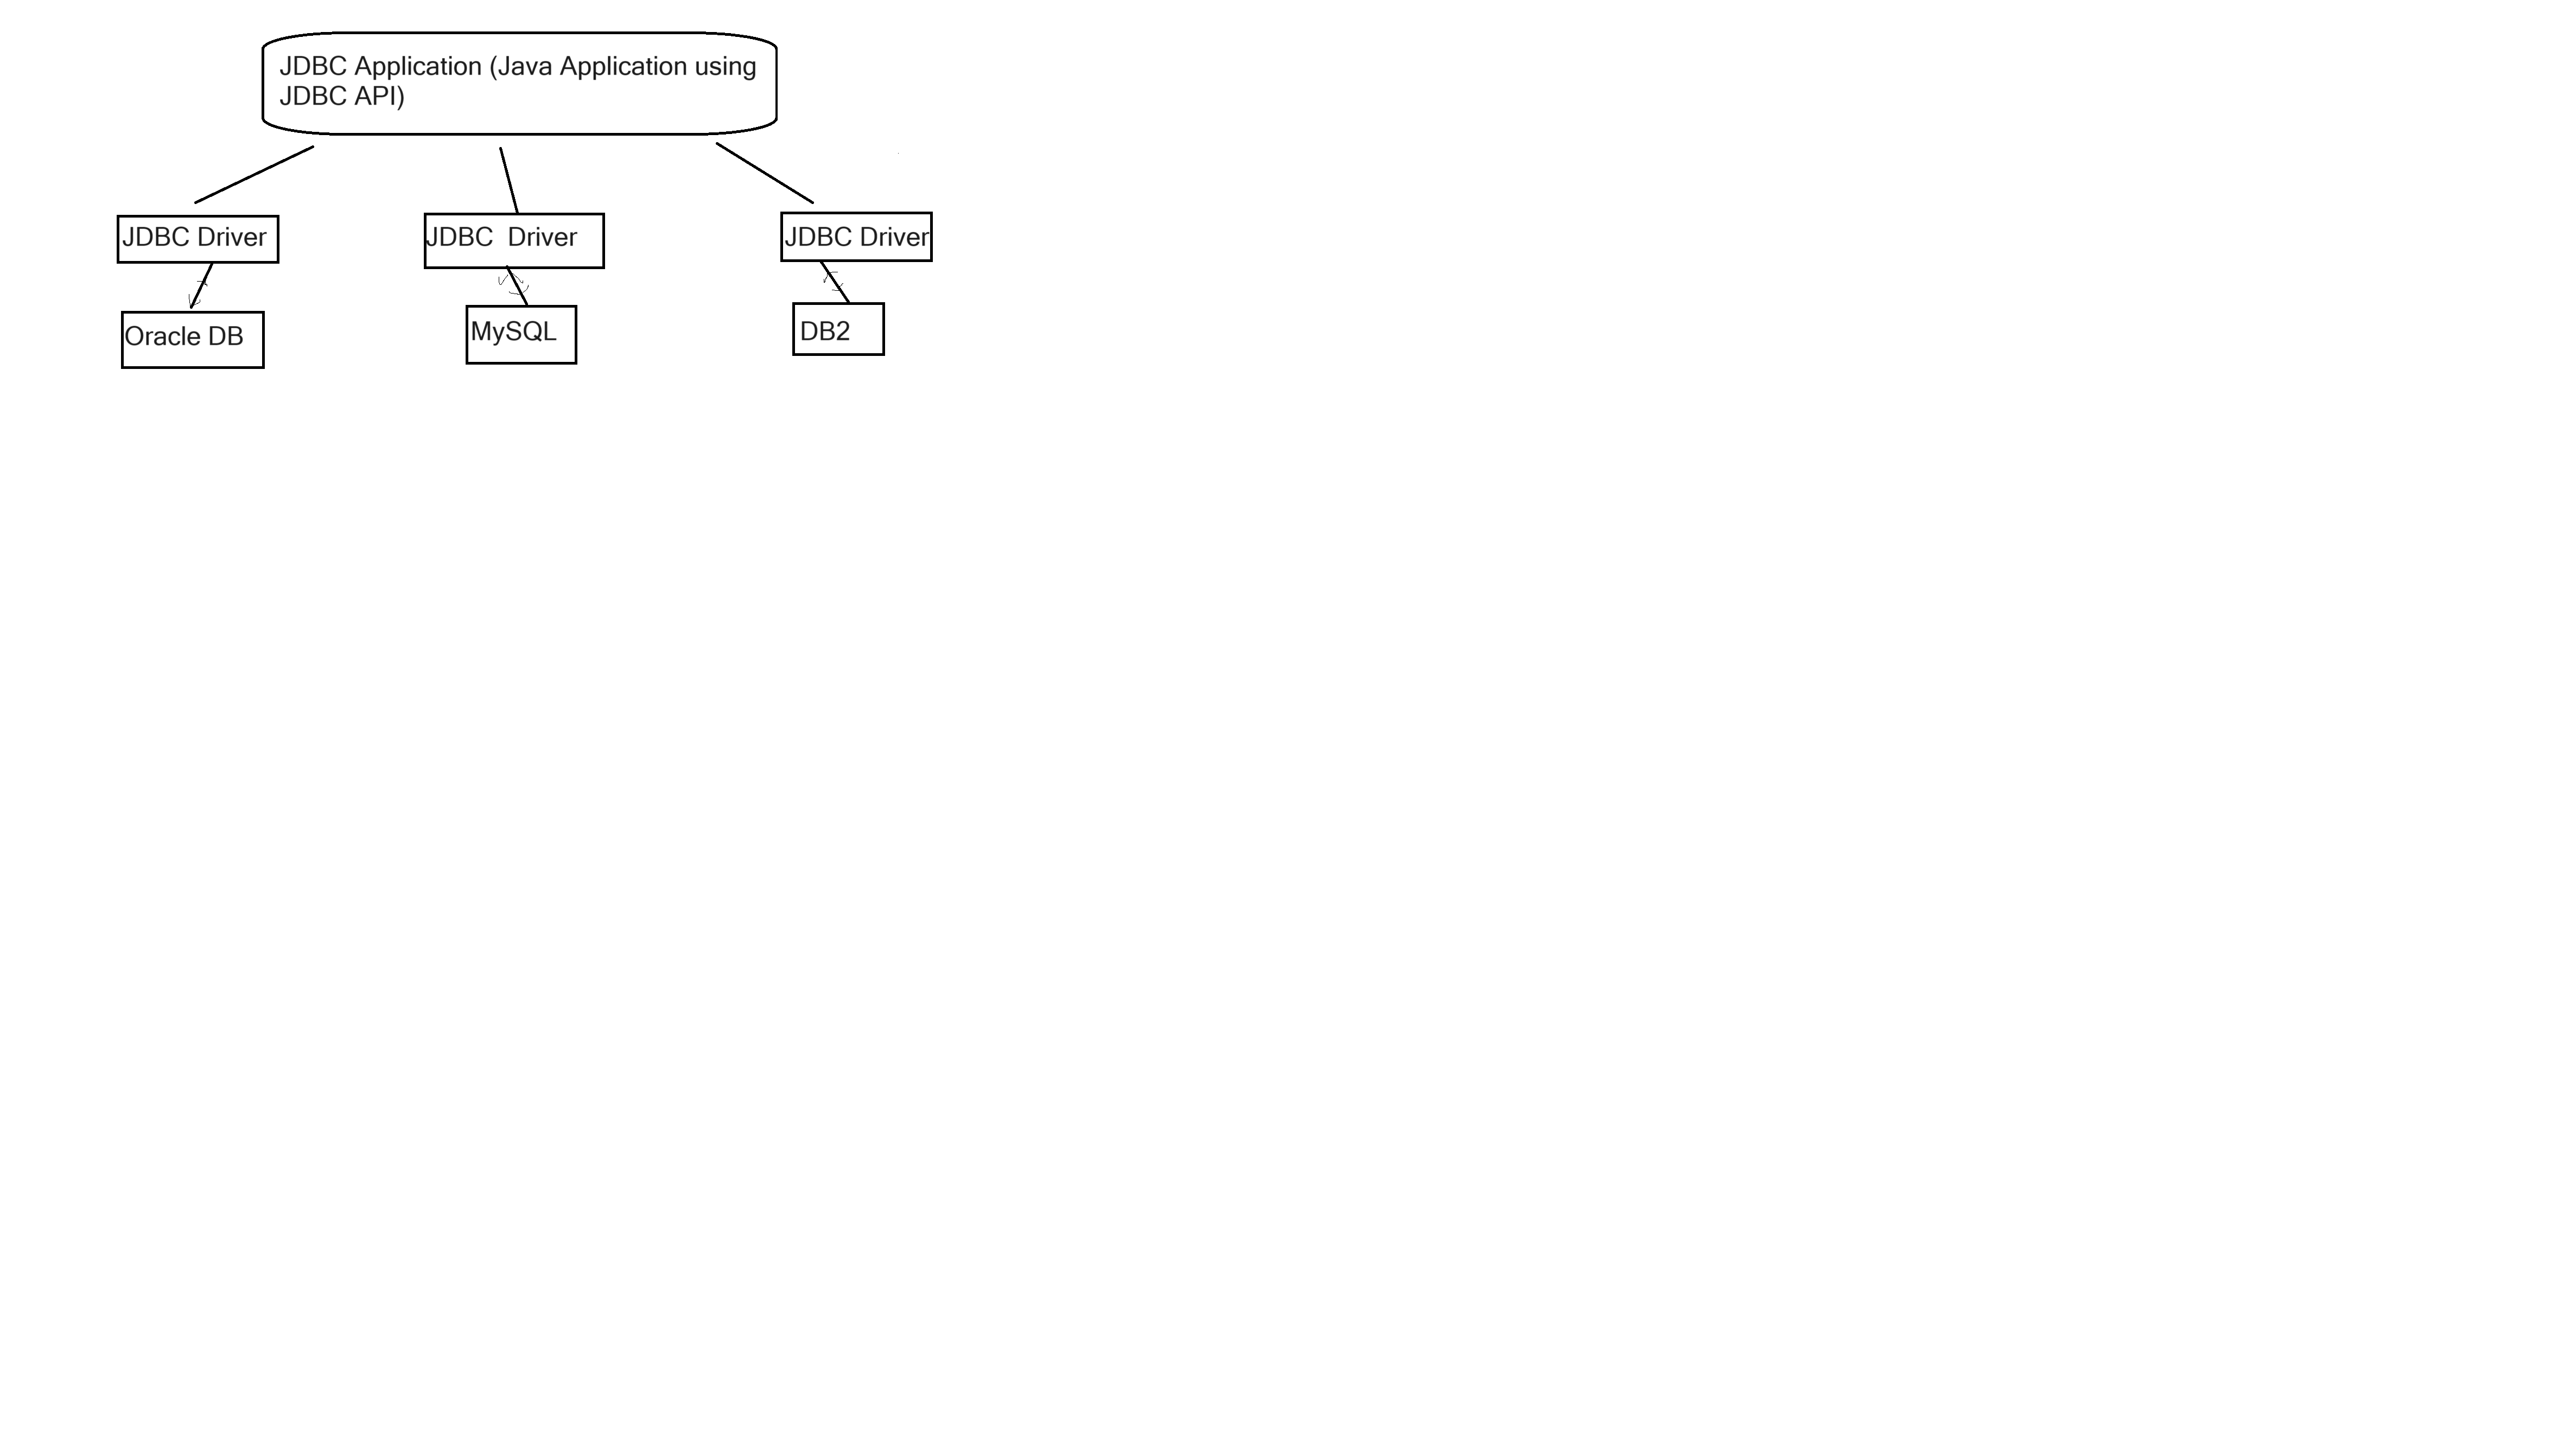 JDBC Application (Java Application using
JDBC API)
JDBC Driver
JDBC  Driver
JDBC Driver
Oracle DB
MySQL
DB2